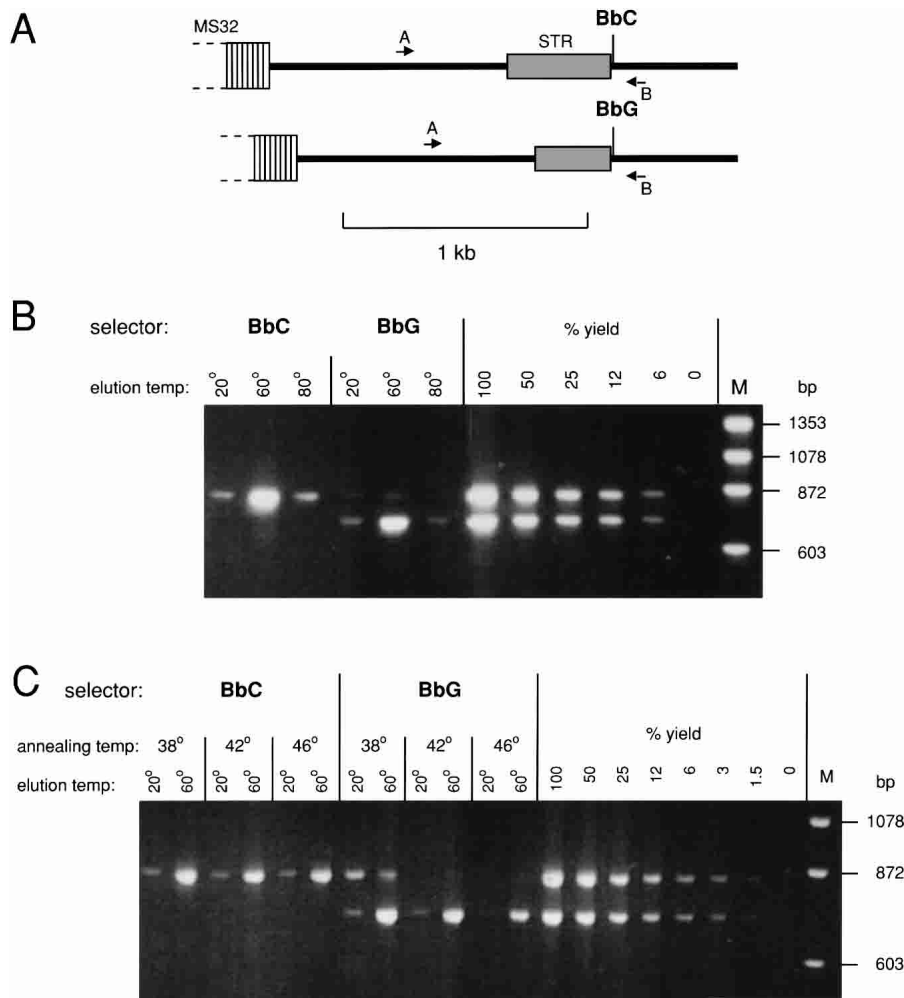 A
MS32
A
STR
BbC
B
A
BbG
B
1 kb
B
selector: BbC BbG % yield
elution temp: 20° 60° 80° 20° 60° 80° 100 50 25 12 6 0 M bp
1353
1078
872
603
C
selector: BbC BbG
annealing temp: 38° 42° 46° 38° 42° 46° % yield
elution temp: 20° 60° 20° 60° 20° 60° 20° 60° 20° 60° 20° 60° 100 50 25 12 6 3 1.5 0 M bp
1078
872
603